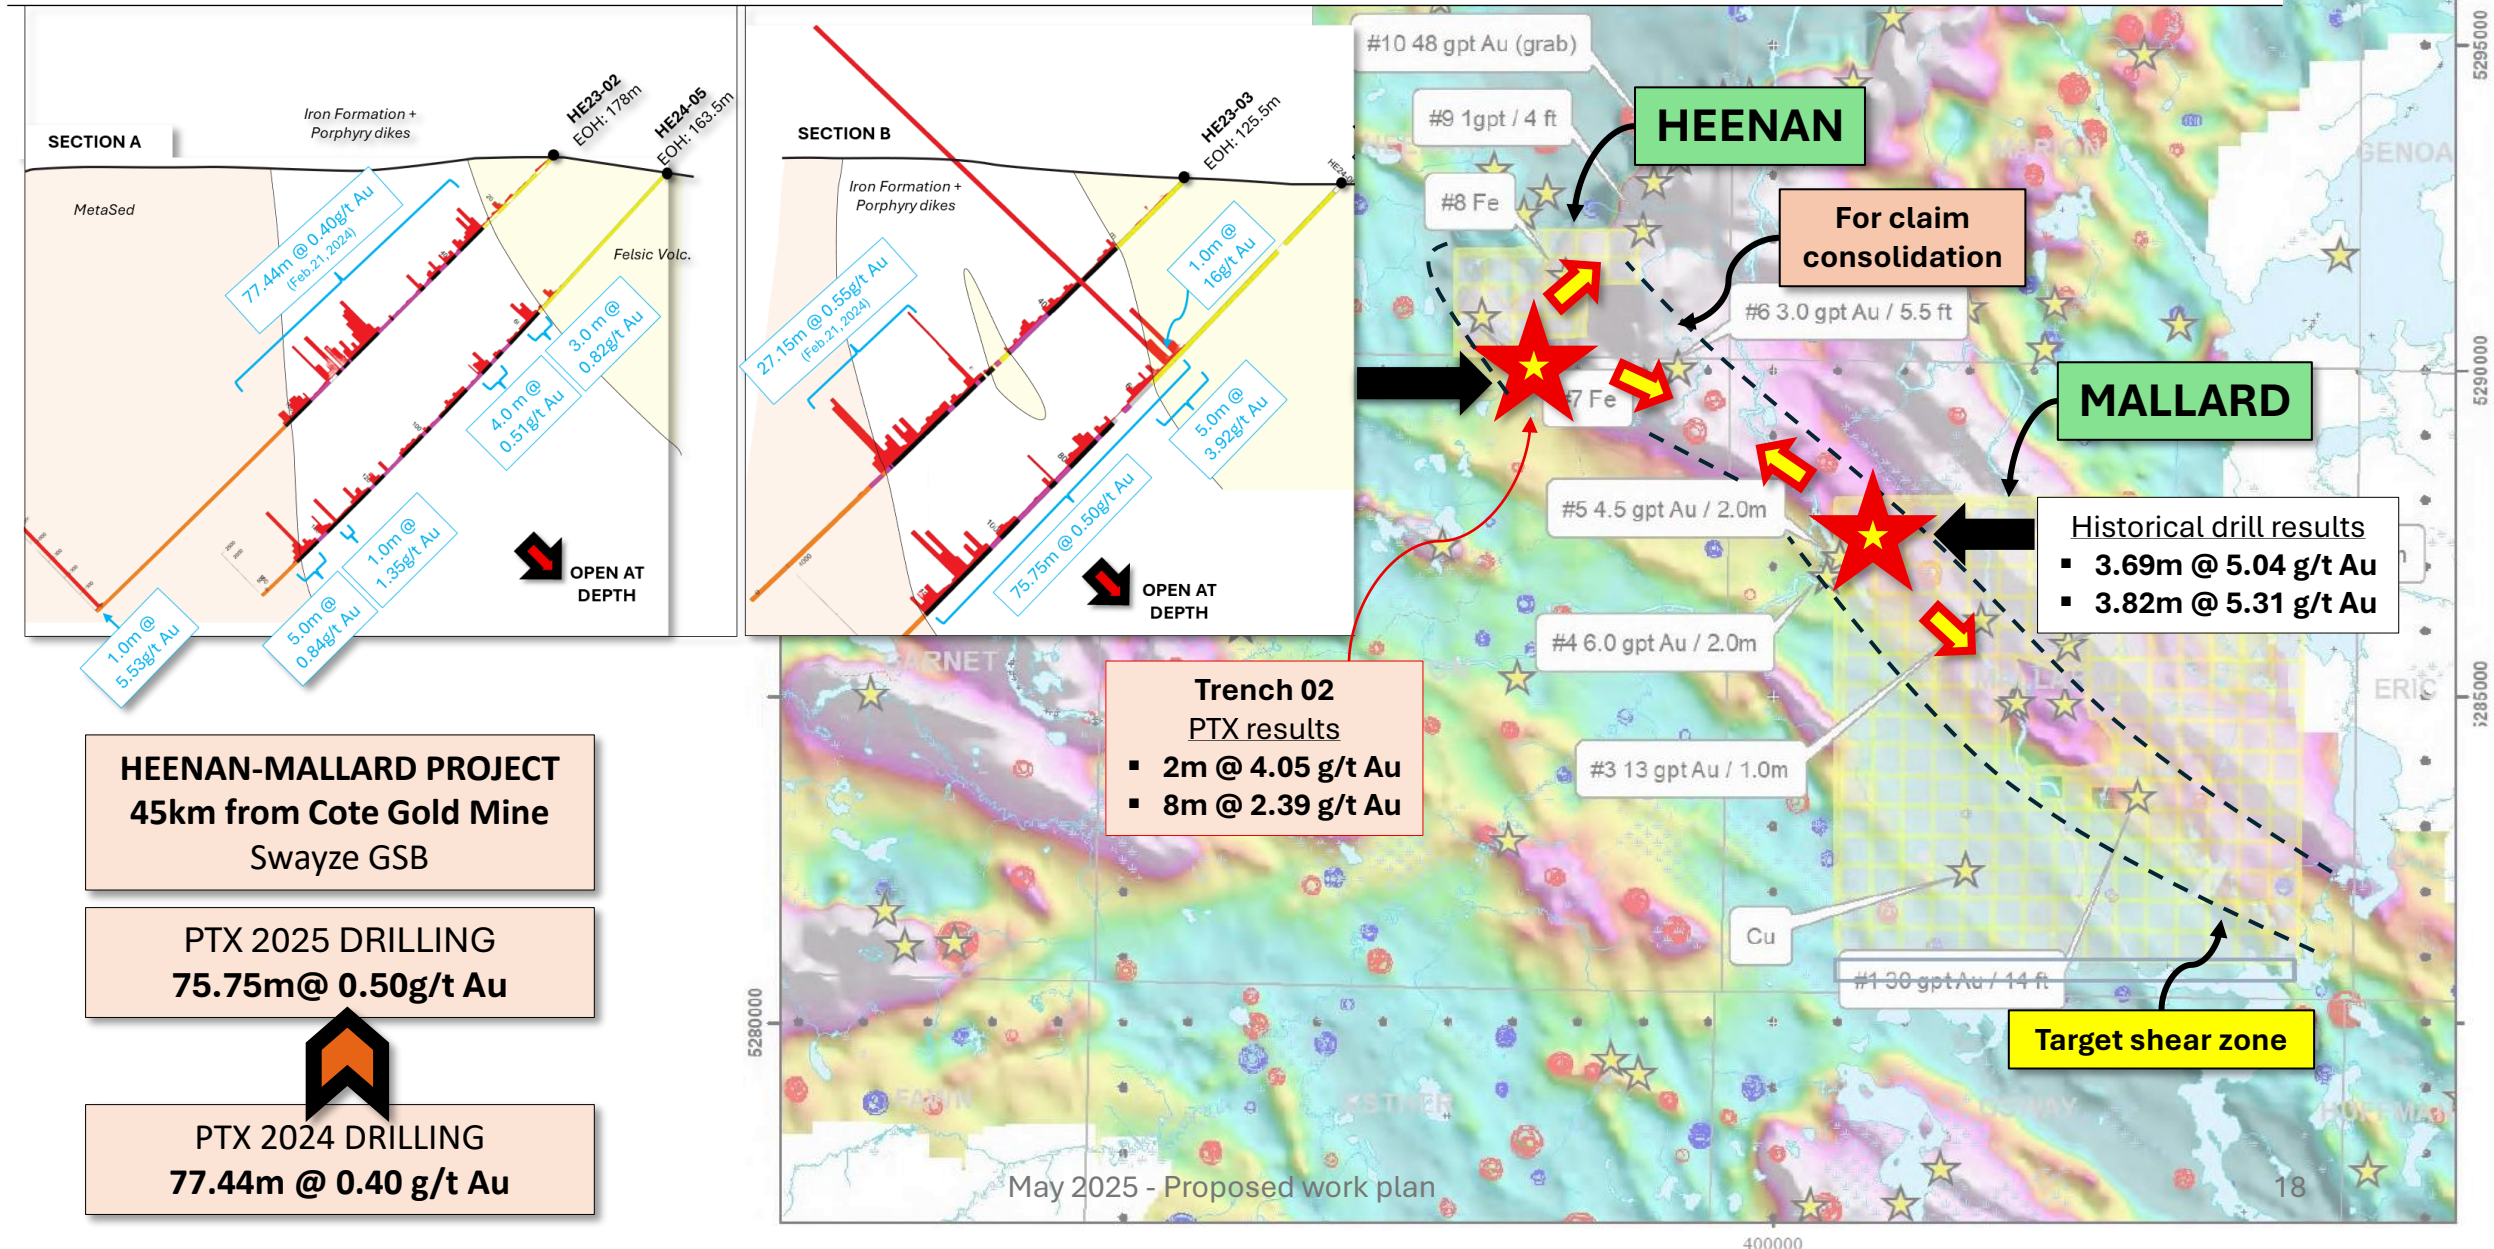 SECTION A
Iron Formation +
Porphyry dikes
HE23-02
EOH: 178m
HE24-05
EOH: 163.5m
MetaSed
Felsic Volc.
77.44m @ 0.40g/t Au
(Feb.21, 2024)
3.0 m @
0.82g/t Au
4.0 m @
0.51g/t Au
1.0m @
1.35g/t Au
5.0m @
0.84g/t Au
1.0m @
5.53g/t Au
OPEN AT
DEPTH
SECTION B
Iron Formation +
Porphyry dikes
HE23-03
EOH: 125.5m
27.15m @ 0.55g/t Au
(Feb.21, 2024)
1.0m @
16g/t Au
5.0m @
3.92g/t Au
75.75m @ 0.50g/t Au
OPEN AT
DEPTH
#10 48 gpt Au (grab)
#9 1gpt / 4 ft
#8 Fe
HEENAN
For claim
consolidation
#6 3.0 gpt Au / 5.5 ft
#7 Fe
MALLARD
#5 4.5 gpt Au / 2.0m
Historical drill results
▪ 3.69m @ 5.04 g/t Au
▪ 3.82m @ 5.31 g/t Au
#4 6.0 gpt Au / 2.0m
#3 13 gpt Au / 1.0m
Cu
#1 30 gpt Au / 14 ft
Target shear zone
Trench 02
PTX results
▪ 2m @ 4.05 g/t Au
▪ 8m @ 2.39 g/t Au
MARION
GENOA
ERIC
ESTHER
FAWN
5295000
5290000
5285000
5280000
400000
HEENAN-MALLARD PROJECT
45km from Cote Gold Mine
Swayze GSB
PTX 2025 DRILLING
75.75m@ 0.50g/t Au
PTX 2024 DRILLING
77.44m @ 0.40 g/t Au
May 2025 - Proposed work plan
18